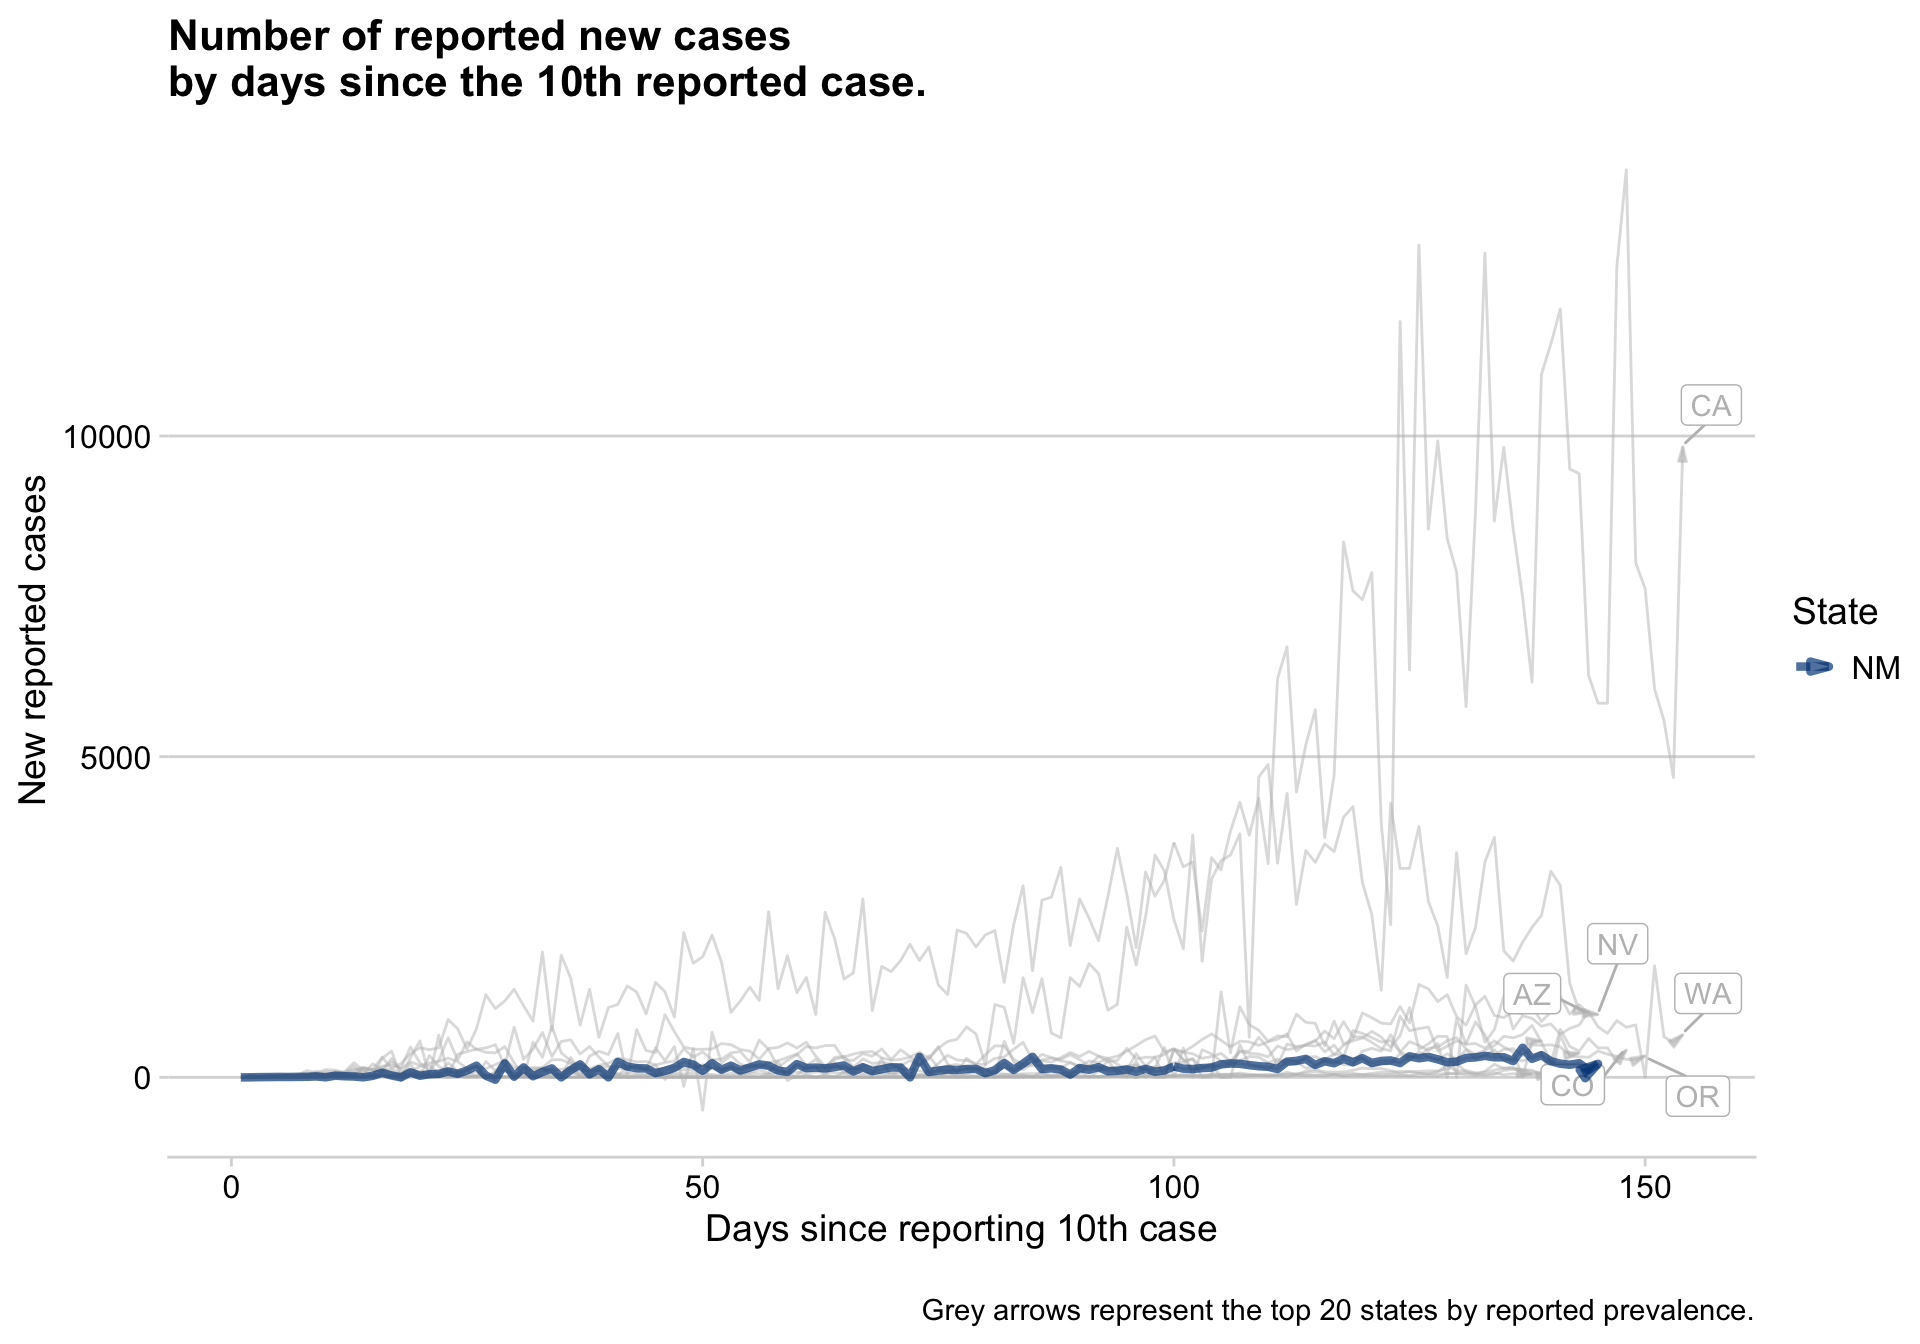 Number of reported new cases
by days since the 10th reported case.
New reported cases
10000
5000
0
CA
NV
AZ
WA
CO
OR
State
NM
0
50
100
150
Days since reporting 10th case
Grey arrows represent the top 20 states by reported prevalence.